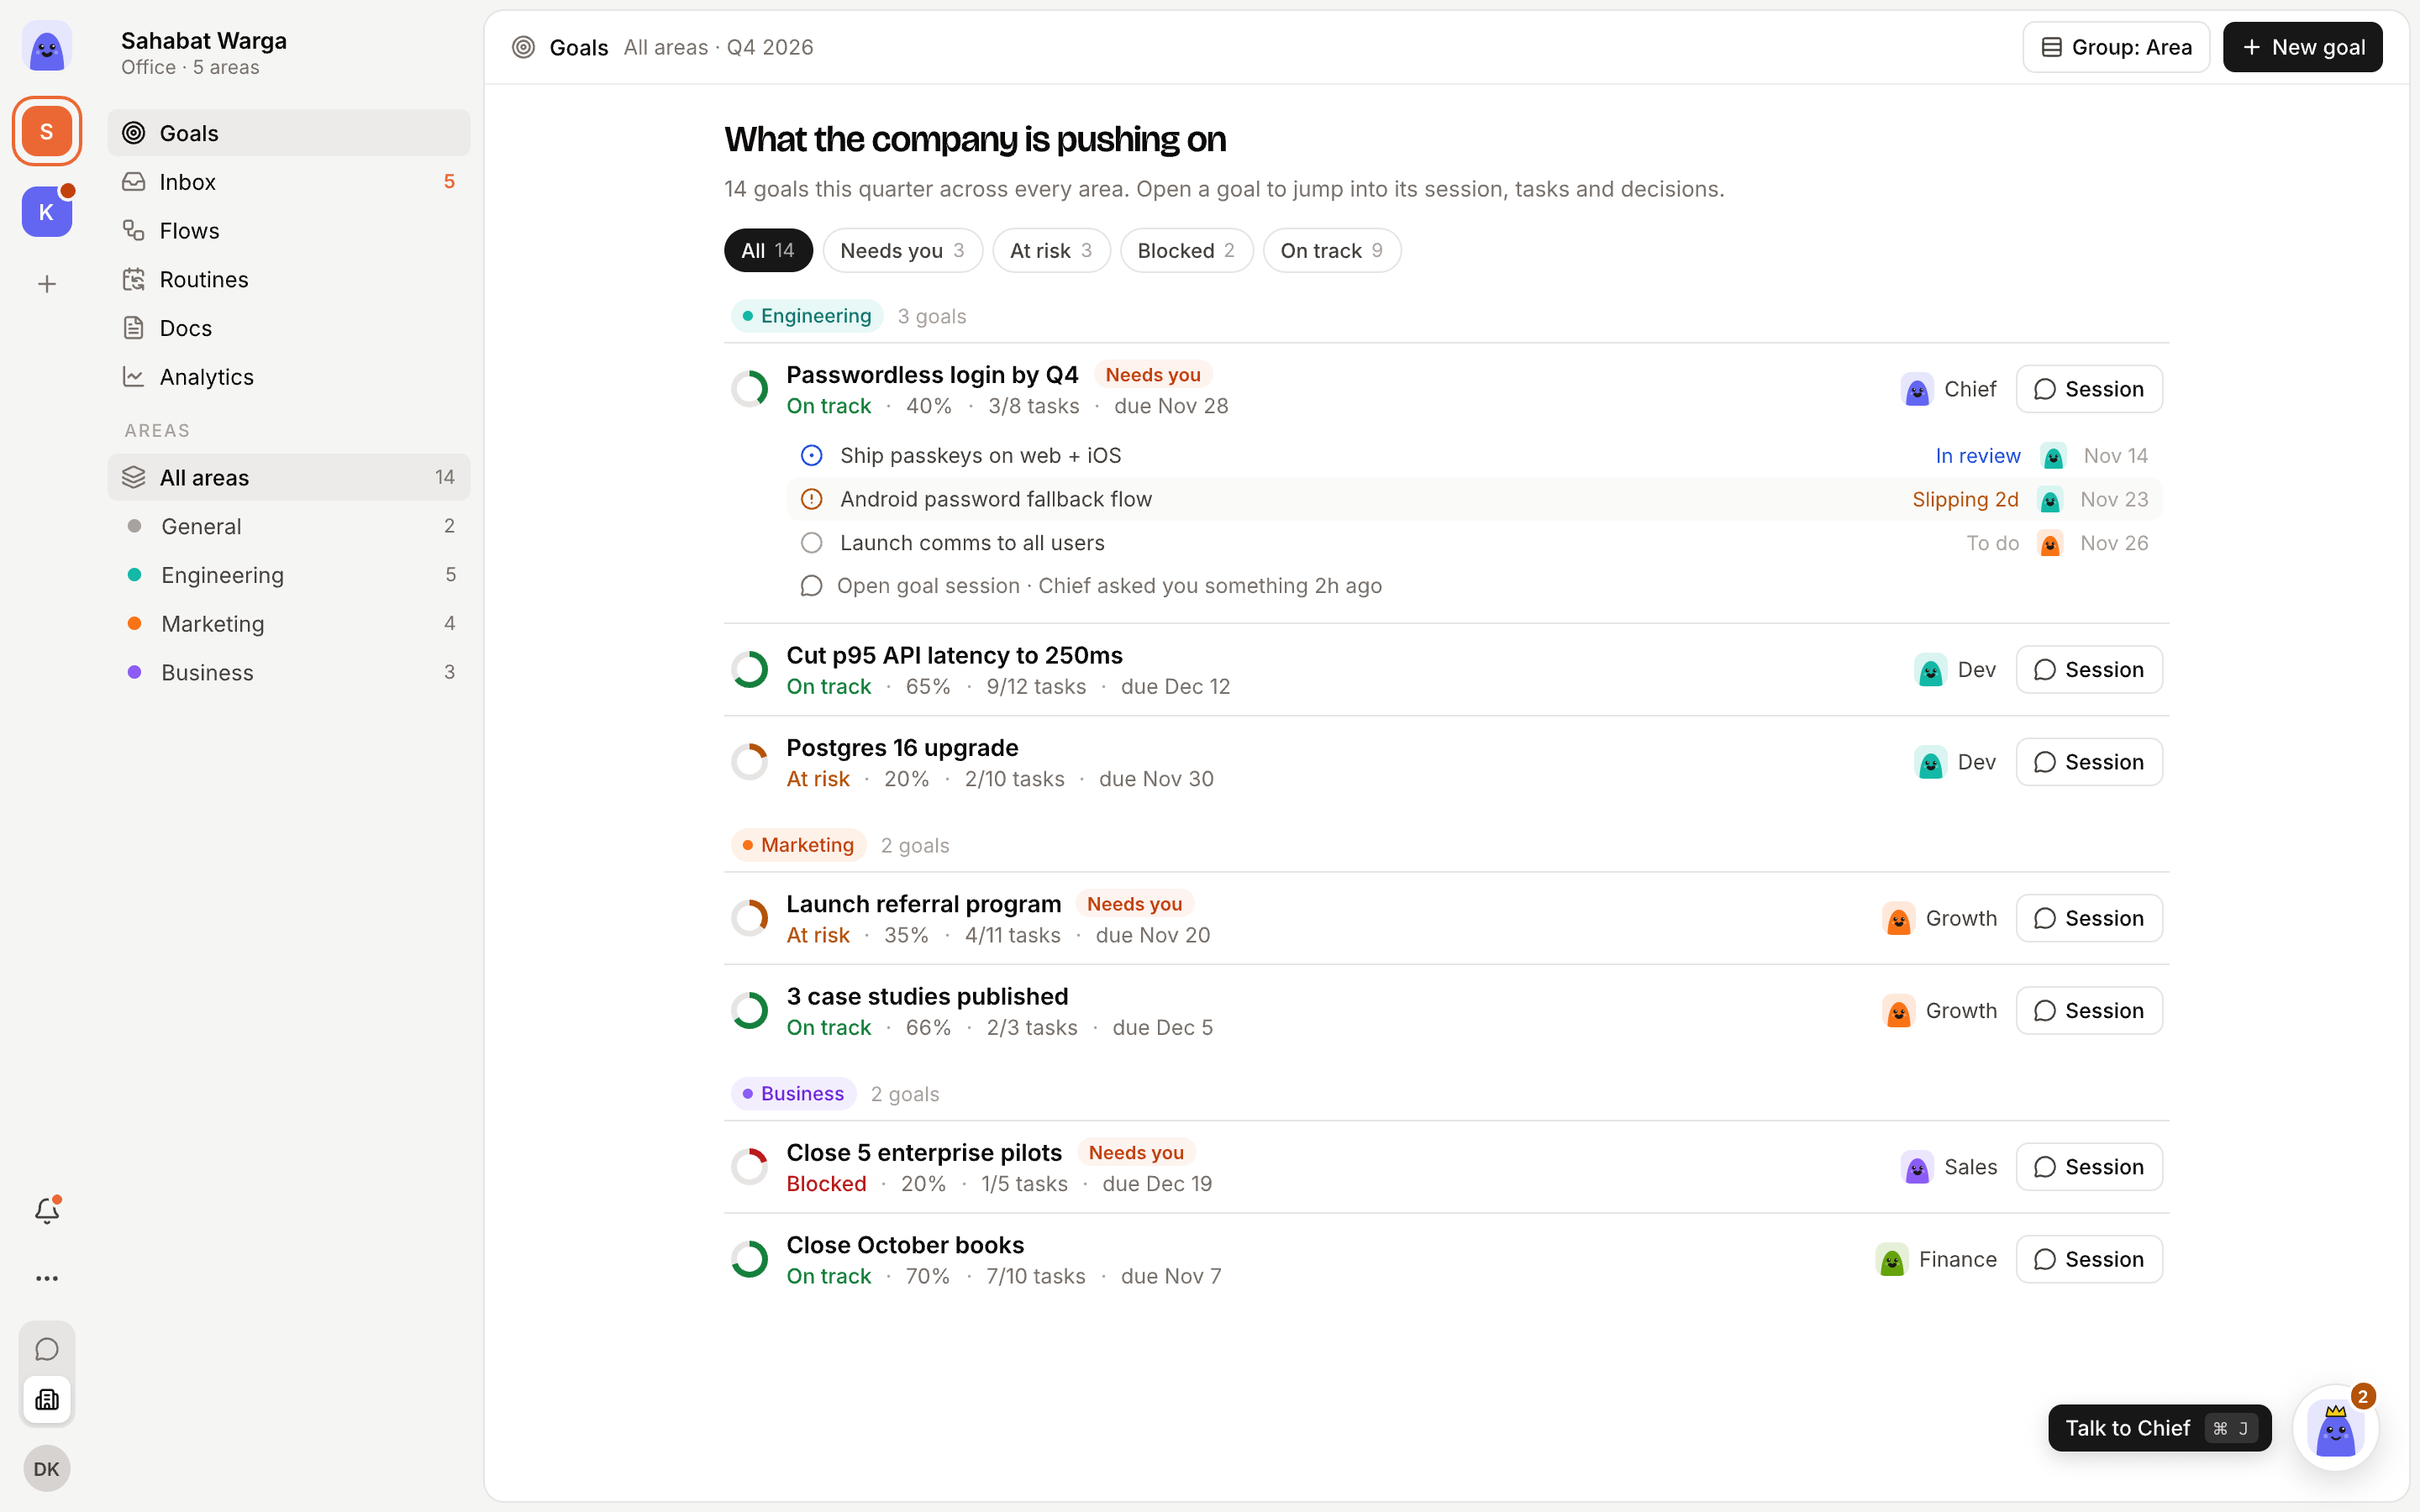 Sahabat Warga
Office · 5 areas
S
K
Goals
Inbox 5
Flows
Routines
Docs
Analytics
AREAS
All areas 14
General 2
Engineering 5
Marketing 4
Business 3
DK
Goals All areas · Q4 2026
Group: Area
New goal
What the company is pushing on
14 goals this quarter across every area. Open a goal to jump into its session, tasks and decisions.
All 14 Needs you 3 At risk 3 Blocked 2 On track 9
Engineering 3 goals
Passwordless login by Q4 Needs you
On track · 40% · 3/8 tasks · due Nov 28
Chief Session
Ship passkeys on web + iOS In review Nov 14
Android password fallback flow Slipping 2d Nov 23
Launch comms to all users To do Nov 26
Open goal session · Chief asked you something 2h ago
Cut p95 API latency to 250ms
On track · 65% · 9/12 tasks · due Dec 12
Dev Session
Postgres 16 upgrade
At risk · 20% · 2/10 tasks · due Nov 30
Dev Session
Marketing 2 goals
Launch referral program Needs you
At risk · 35% · 4/11 tasks · due Nov 20
Growth Session
3 case studies published
On track · 66% · 2/3 tasks · due Dec 5
Growth Session
Business 2 goals
Close 5 enterprise pilots Needs you
Blocked · 20% · 1/5 tasks · due Dec 19
Sales Session
Close October books
On track · 70% · 7/10 tasks · due Nov 7
Finance Session
Talk to Chief ⌘ J
2